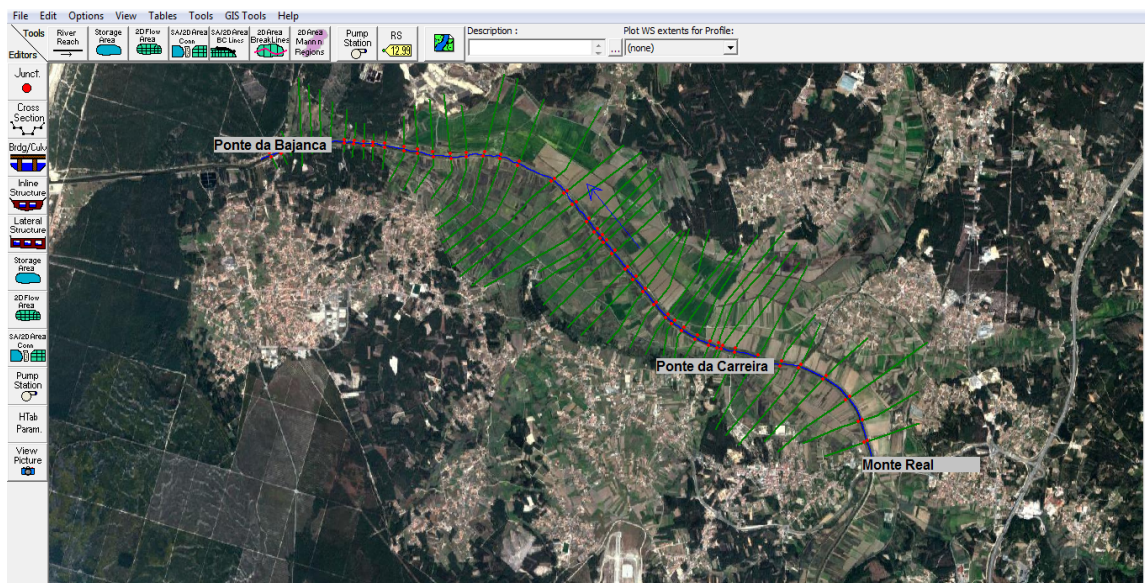 File Edit Options View Tables Tools GIS Tools Help
Tools
Editors
River
Reach
Storage
Area
2D Flow
Area
SA/2D Area
Conn
SA/2D Area
BC Lines
2D Area
BreakLines
2D Area
Mann n
Regions
Pump
Station
RS
12.99
Description :
...
Plot WS extents for Profile:
(none)
Junct.
Cross
Section
Brdg/Culv
Inline
Structure
Lateral
Structure
Storage
Area
2D Flow
Area
SA/2D Area
Conn
Pump
Station
HTab
Param.
View
Picture
Ponte da Bajanca
Ponte da Carreira
Monte Real